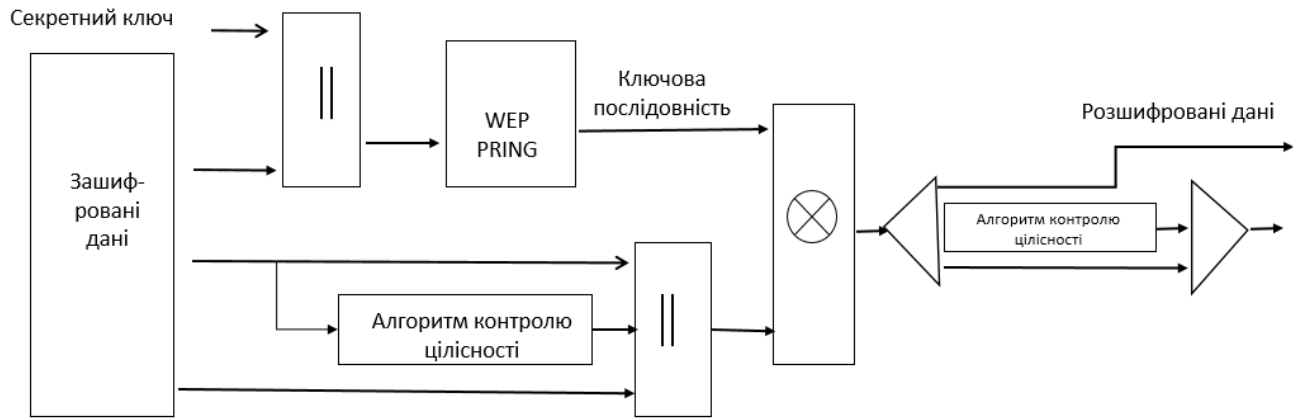 Секретний ключ
||
WEP
PRING
Ключова
послідовність
Розшифровані дані
Зашиф-
ровані
дані
Алгоритм контролю
цілісності
Алгоритм контролю
цілісності
||